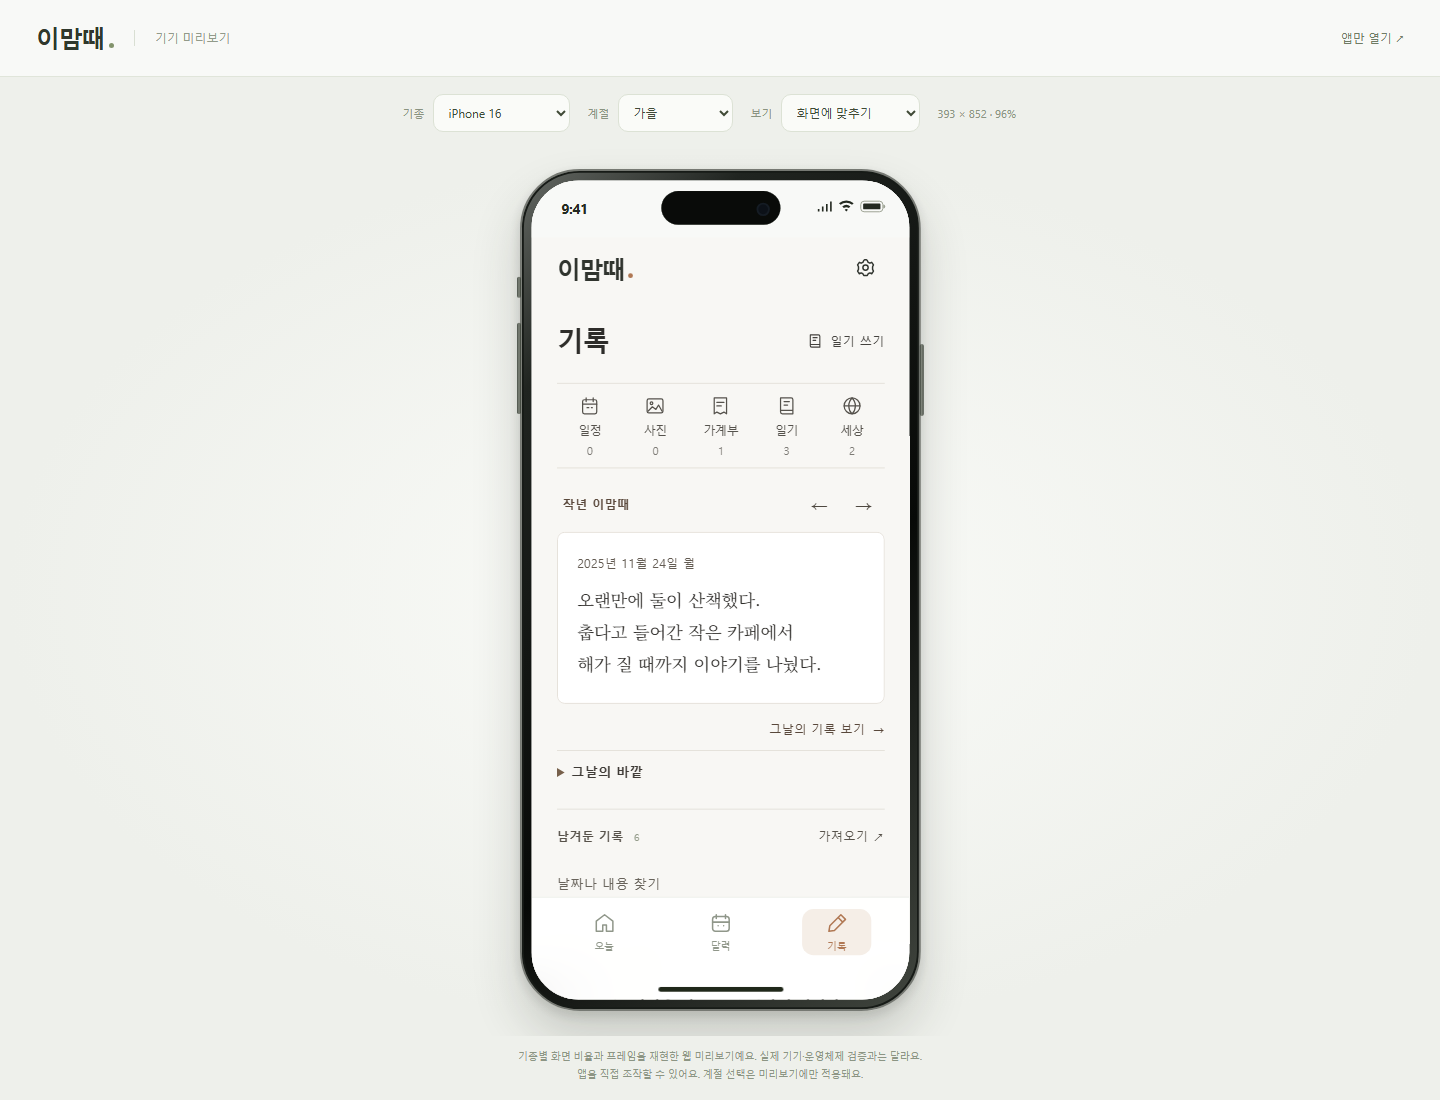 이맘때. 기기 미리보기 앱만 열기 ↗
기종 iPhone 16 계절 가을 보기 화면에 맞추기 393 × 852 · 96%
9:41
이맘때.
기록 일기 쓰기
일정 사진 가계부 일기 세상
0 0 1 3 2
작년 이맘때 ← →
2025년 11월 24일 월
오랜만에 둘이 산책했다.
춥다고 들어간 작은 카페에서
해가 질 때까지 이야기를 나눴다.
그날의 기록 보기 →
▶ 그날의 바깥
남겨둔 기록 6 가져오기 ↗
날짜나 내용 찾기
오늘 달력 기록
기종별 화면 비율과 프레임을 재현한 웹 미리보기예요. 실제 기기·운영체제 검증과는 달라요.
앱을 직접 조작할 수 있어요. 계절 선택은 미리보기에만 적용돼요.